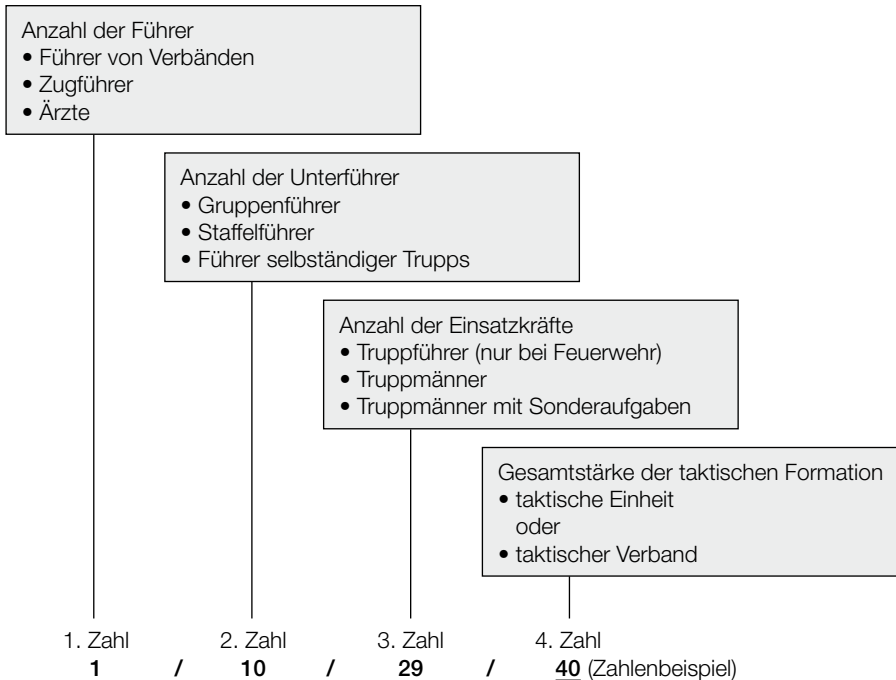 Anzahl der Führer
• Führer von Verbänden
• Zugführer
• Ärzte
Anzahl der Unterführer
• Gruppenführer
• Staffelführer
• Führer selbständiger Trupps
Anzahl der Einsatzkräfte
• Truppführer (nur bei Feuerwehr)
• Truppmänner
• Truppmänner mit Sonderaufgaben
Gesamtstärke der taktischen Formation
• taktische Einheit
oder
• taktischer Verband
1. Zahl 2. Zahl 3. Zahl 4. Zahl
1 / 10 / 29 / 40 (Zahlenbeispiel)